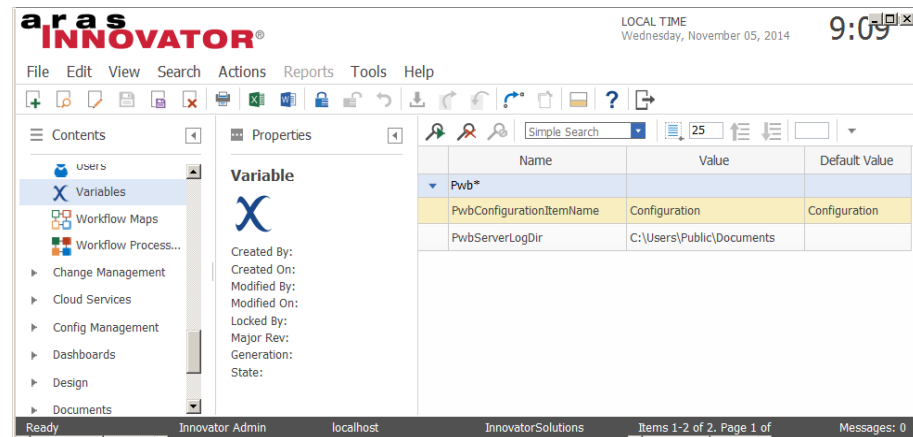 aras
INNOVATOR®
LOCAL TIME
Wednesday, November 05, 2014
9:09
File Edit View Search Actions Reports Tools Help
Simple Search
25
Contents
Properties
Name Value Default Value
Users
Variables
Workflow Maps
Workflow Process...
Change Management
Cloud Services
Config Management
Dashboards
Design
Documents
Variable
Created By:
Created On:
Modified By:
Modified On:
Locked By:
Major Rev:
Generation:
State:
Pwb*
PwbConfigurationItemName Configuration Configuration
PwbServerLogDir C:\Users\Public\Documents
Ready Innovator Admin localhost InnovatorSolutions Items 1-2 of 2. Page 1 of Messages: 0